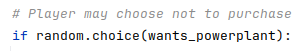 # Player may choose not to purchase
if random.choice(wants_powerplant):